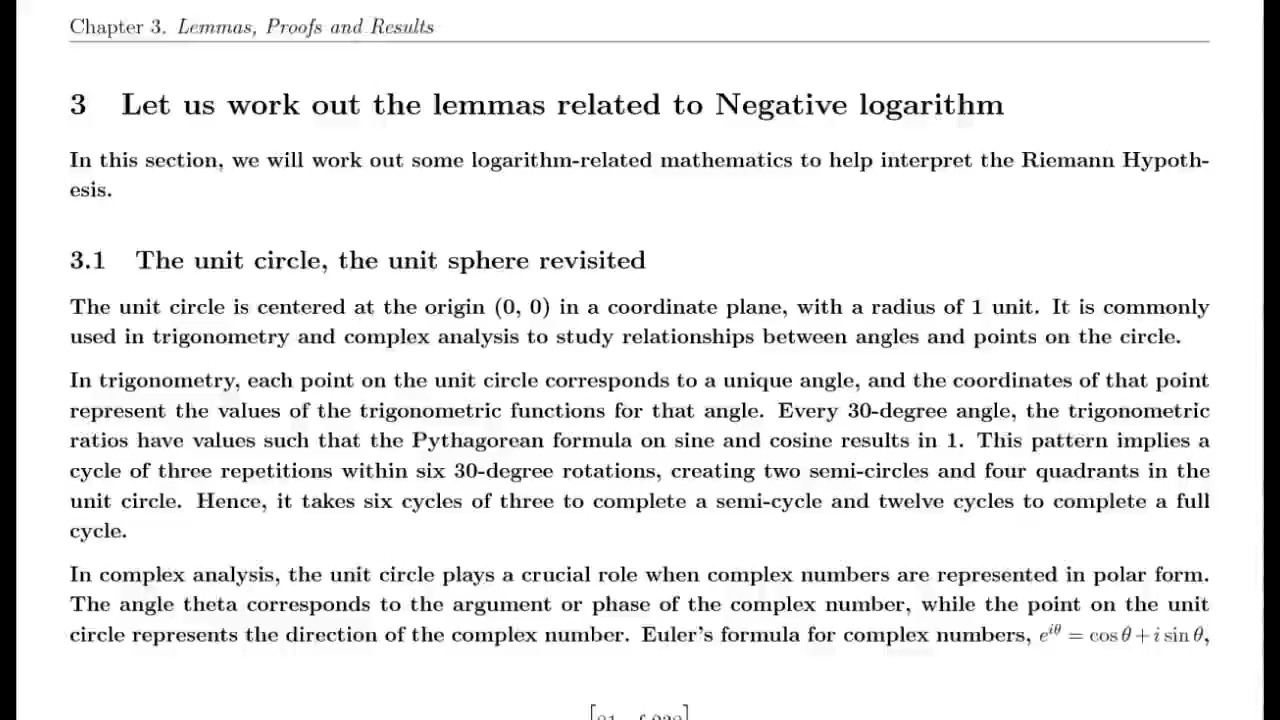 Chapter 3. Lemmas, Proofs and Results
3 Let us work out the lemmas related to Negative logarithm
In this section, we will work out some logarithm-related mathematics to help interpret the Riemann Hypoth-
esis.
3.1 The unit circle, the unit sphere revisited
The unit circle is centered at the origin (0, 0) in a coordinate plane, with a radius of 1 unit. It is commonly
used in trigonometry and complex analysis to study relationships between angles and points on the circle.
In trigonometry, each point on the unit circle corresponds to a unique angle, and the coordinates of that point
represent the values of the trigonometric functions for that angle. Every 30-degree angle, the trigonometric
ratios have values such that the Pythagorean formula on sine and cosine results in 1. This pattern implies a
cycle of three repetitions within six 30-degree rotations, creating two semi-circles and four quadrants in the
unit circle. Hence, it takes six cycles of three to complete a semi-cycle and twelve cycles to complete a full
cycle.
In complex analysis, the unit circle plays a crucial role when complex numbers are represented in polar form.
The angle theta corresponds to the argument or phase of the complex number, while the point on the unit
circle represents the direction of the complex number. Euler's formula for complex numbers, e^{iθ} = cos θ + i sin θ,